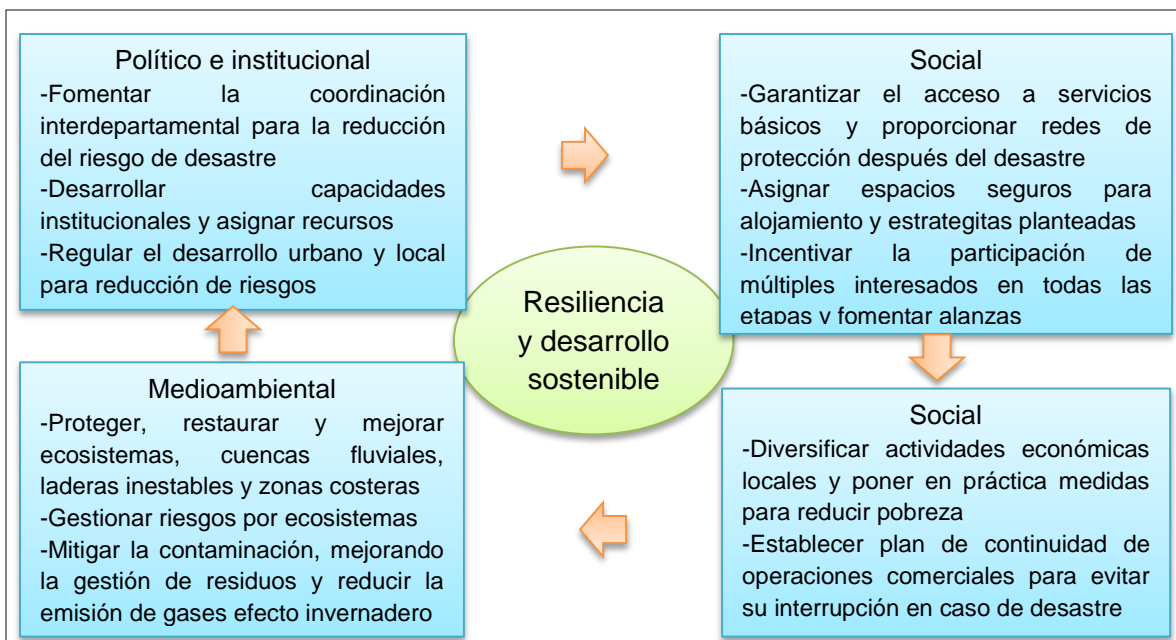 Político e institucional
-Fomentar la coordinación
interdepartamental para la reducción
del riesgo de desastre
-Desarrollar capacidades
institucionales y asignar recursos
-Regular el desarrollo urbano y local
para reducción de riesgos
Social
-Garantizar el acceso a servicios
básicos y proporcionar redes de
protección después del desastre
-Asignar espacios seguros para
alojamiento y estrategitas planteadas
-Incentivar la participación de
múltiples interesados en todas las
etapas y fomentar alanzas
Resiliencia
y desarrollo
sostenible
Medioambiental
-Proteger, restaurar y mejorar
ecosistemas, cuencas fluviales,
laderas inestables y zonas costeras
-Gestionar riesgos por ecosistemas
-Mitigar la contaminación, mejorando
la gestión de residuos y reducir la
emisión de gases efecto invernadero
Social
-Diversificar actividades económicas
locales y poner en práctica medidas
para reducir pobreza
-Establecer plan de continuidad de
operaciones comerciales para evitar
su interrupción en caso de desastre